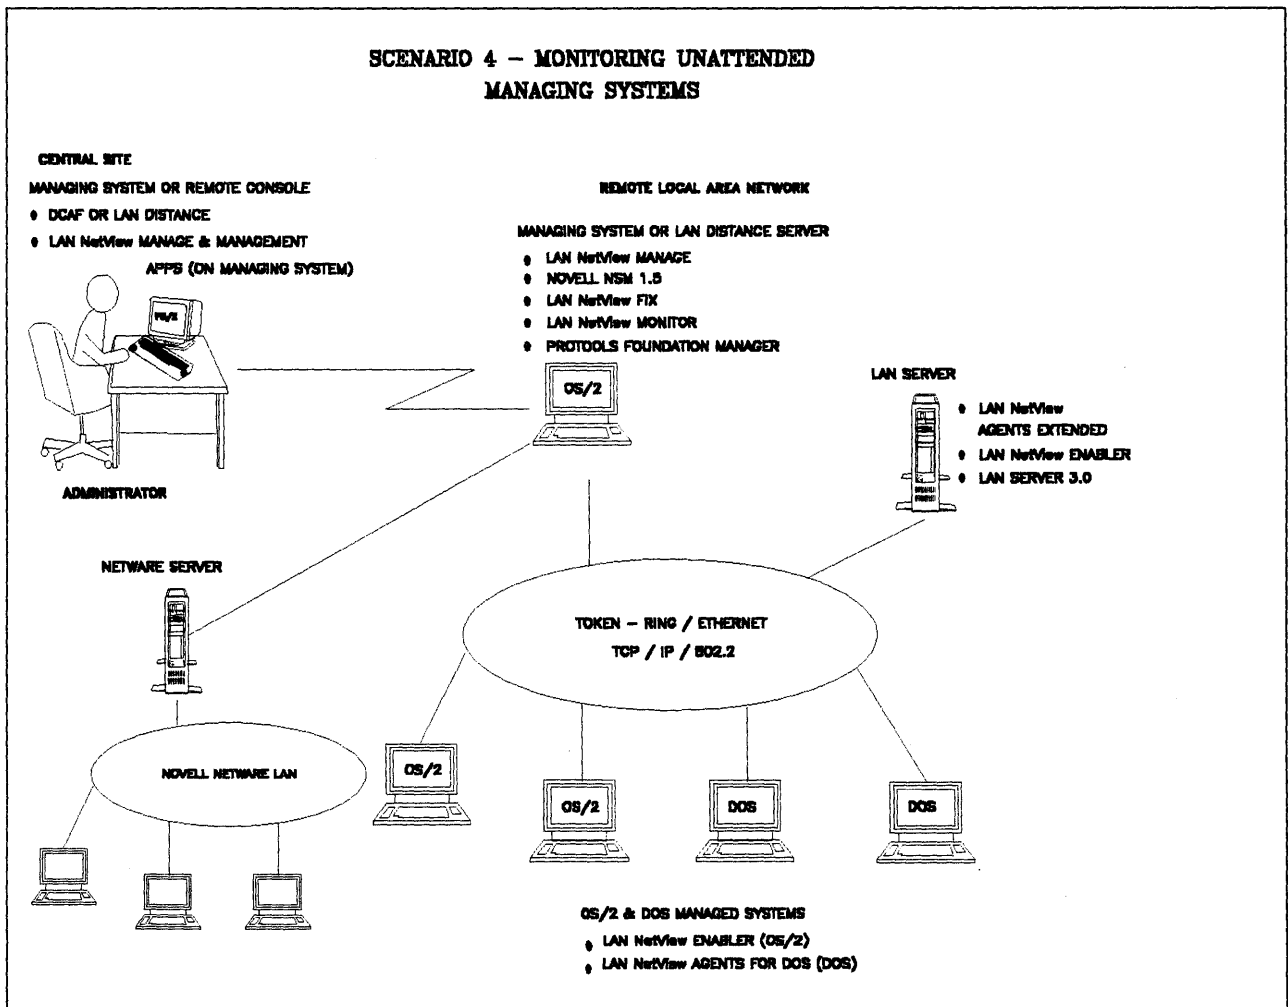 SCENARIO 4 – MONITORING UNATTENDED
MANAGING SYSTEMS
CENTRAL SITE
MANAGING SYSTEM OR REMOTE CONSOLE
• DCAF OR LAN DISTANCE
• LAN NetView MANAGE & MANAGEMENT
APPS (ON MANAGING SYSTEM)
PS/2
ADMINISTRATOR
REMOTE LOCAL AREA NETWORK
MANAGING SYSTEM OR LAN DISTANCE SERVER
• LAN NetView MANAGE
• NOVELL NSM 1.5
• LAN NetView FIX
• LAN NetView MONITOR
• PROTOOLS FOUNDATION MANAGER
OS/2
LAN SERVER
• LAN NetView
AGENTS EXTENDED
• LAN NetView ENABLER
• LAN SERVER 3.0
NETWARE SERVER
TOKEN – RING / ETHERNET
TCP / IP / 802.2
NOVELL NETWARE LAN
OS/2
OS/2
DOS
DOS
OS/2 & DOS MANAGED SYSTEMS
• LAN NetView ENABLER (OS/2)
• LAN NetView AGENTS FOR DOS (DOS)